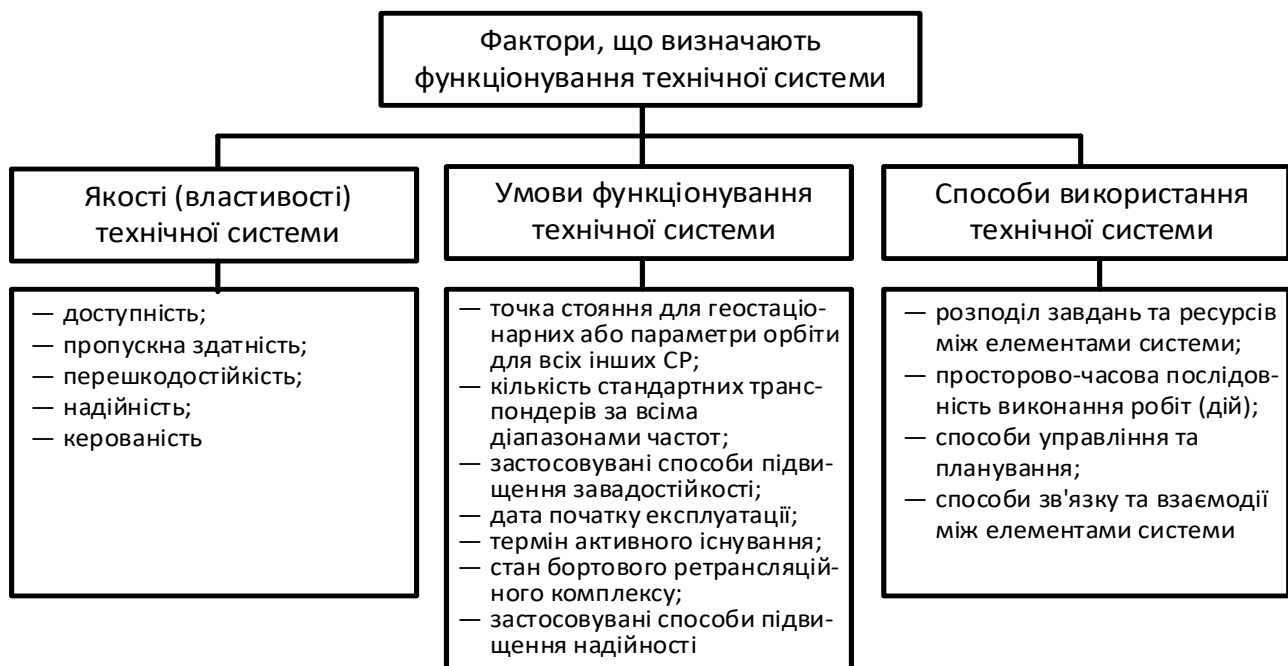 Фактори, що визначають
функціонування технічної системи
Якості (властивості)
технічної системи
Умови функціонування
технічної системи
Способи використання
технічної системи
— доступність;
— пропускна здатність;
— перешкодостійкість;
— надійність;
— керованість
— точка стояння для геостаціо-
нарних або параметри орбіти
для всіх інших СР;
— кількість стандартних транс-
пондерів за всіма
діапазонами частот;
— застосовувані способи підви-
щення завадостійкості;
— дата початку експлуатації;
— термін активного існування;
— стан бортового ретрансляцій-
ного комплексу;
— застосовувані способи підви-
щення надійності
— розподіл завдань та ресурсів
між елементами системи;
— просторово-часова послідов-
ність виконання робіт (дій);
— способи управління та
планування;
— способи зв'язку та взаємодії
між елементами системи